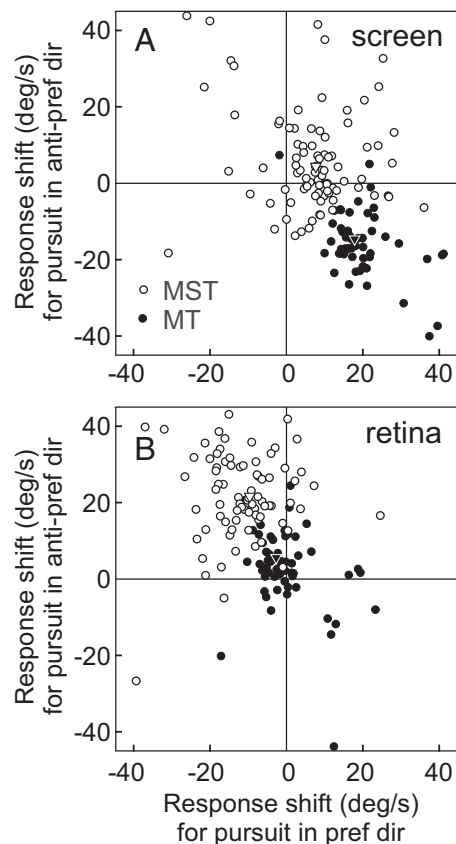 A
screen
Response shift (deg/s)
for pursuit in anti-pref dir
40
20
0
-20
-40
MST
MT
-40 -20 0 20 40
B
retina
Response shift (deg/s)
for pursuit in anti-pref dir
40
20
0
-20
-40
-40 -20 0 20 40
Response shift (deg/s)
for pursuit in pref dir